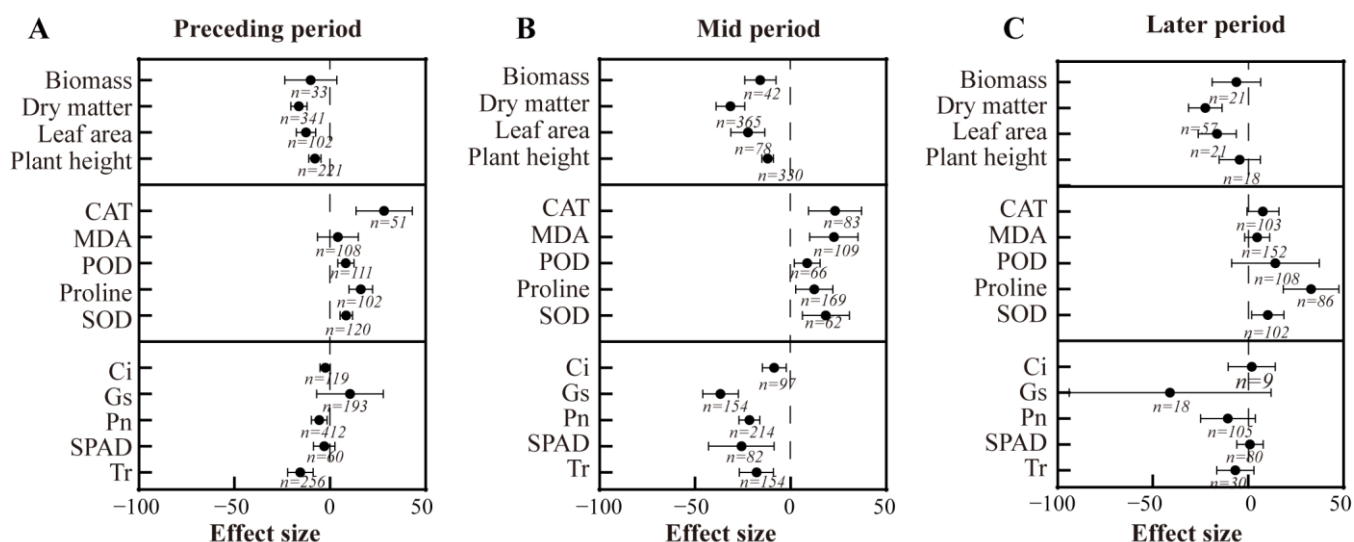 A
Preceding period
Biomass
n=33
Dry matter
n=341
Leaf area
n=102
Plant height
n=221
CAT
n=51
MDA
n=108
POD
n=111
Proline
n=102
SOD
n=120
Ci
n=119
Gs
n=193
Pn
n=412
SPAD
n=60
Tr
n=256
−100
−50
0
50
Effect size
B
Mid period
Biomass
n=42
Dry matter
n=365
Leaf area
n=78
Plant height
n=330
CAT
n=83
MDA
n=109
POD
n=66
Proline
n=169
SOD
n=62
Ci
n=97
Gs
n=154
Pn
n=214
SPAD
n=82
Tr
n=154
−100
−50
0
50
Effect size
C
Later period
Biomass
n=21
Dry matter
n=57
Leaf area
n=21
Plant height
n=18
CAT
n=103
MDA
n=152
POD
n=108
Proline
n=86
SOD
n=102
Ci
n=9
Gs
n=18
Pn
n=105
SPAD
n=80
Tr
n=30
−100
−50
0
50
Effect size